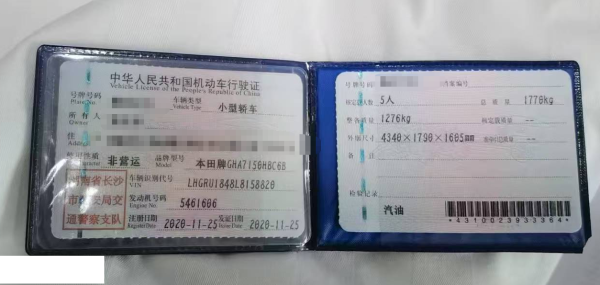 中华人民共和国机动车行驶证
Vehicle License of the People's Republic of China
号牌号码
Plate No.
车辆类型
Vehicle Type
小型轿车
所有人
Owner
住
使用性质
非营运
品牌型号
本田牌GHA7150HBC6B
车辆识别代号
VIN
LHGRU1848L8158820
发动机号码
Engine No.
5461606
注册日期
2020-11-25
发证日期
Issue Date
2020-11-25
湖南省长沙
市公安局交
通警察支队
号牌号码
档案编号
核定载人数
5人
总质量
1770kg
整备质量
1276kg
核定载质量
外廓尺寸
4340×1790×1605mm
备注
检验记录
汽油
*4310023933354*